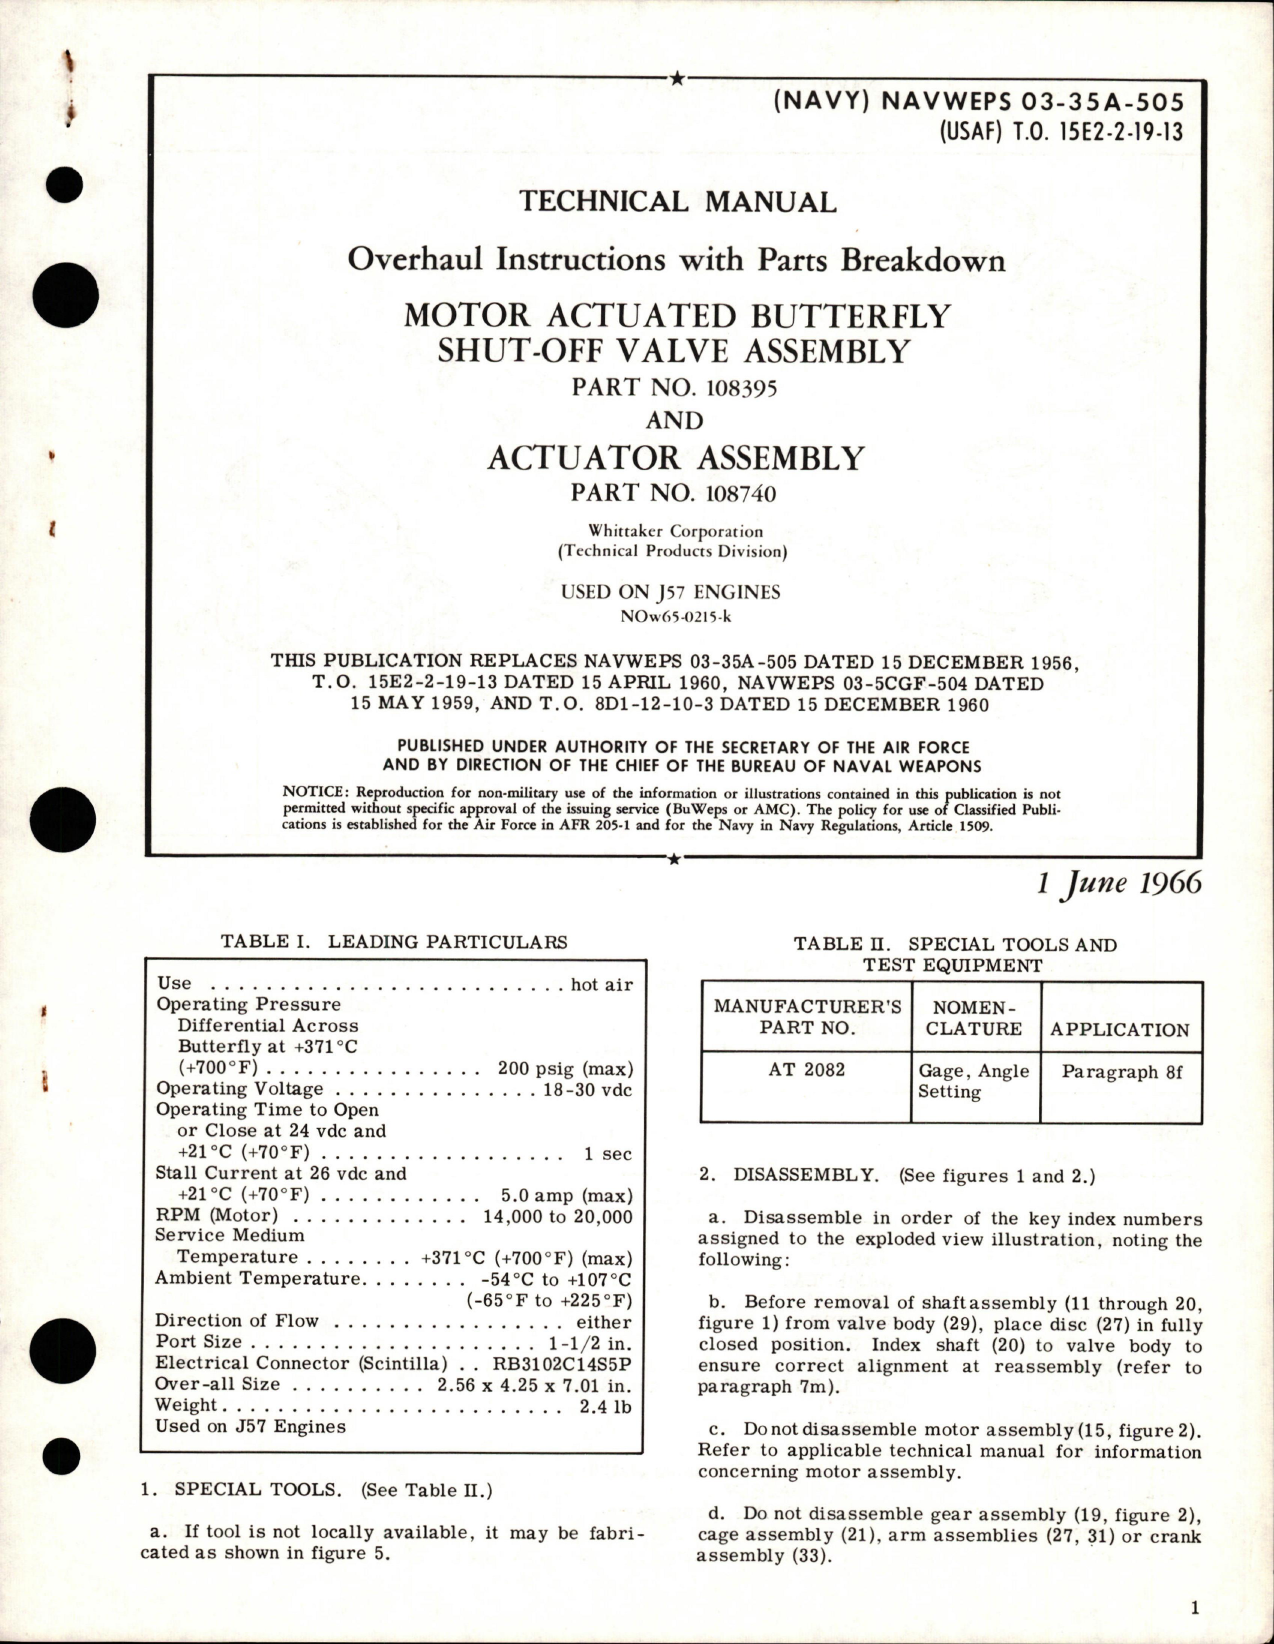 (NAVY) NAVWEPS 03-35A-505
(USAF) T.O. 15E2-2-19-13
TECHNICAL MANUAL
Overhaul Instructions with Parts Breakdown
MOTOR ACTUATED BUTTERFLY
SHUT-OFF VALVE ASSEMBLY
PART NO. 108395
AND
ACTUATOR ASSEMBLY
PART NO. 108740
Whittaker Corporation
(Technical Products Division)
USED ON J57 ENGINES
NOw65-0215-k
THIS PUBLICATION REPLACES NAVWEPS 03-35A-505 DATED 15 DECEMBER 1956,
T.O. 15E2-2-19-13 DATED 15 APRIL 1960, NAVWEPS 03-5CGF-504 DATED
15 MAY 1959, AND T.O. 8D1-12-10-3 DATED 15 DECEMBER 1960
PUBLISHED UNDER AUTHORITY OF THE SECRETARY OF THE AIR FORCE
AND BY DIRECTION OF THE CHIEF OF THE BUREAU OF NAVAL WEAPONS
NOTICE: Reproduction for non-military use of the information or illustrations contained in this publication is not
permitted without specific approval of the issuing service (BuWeps or AMC). The policy for use of Classified Publi-
cations is established for the Air Force in AFR 205-1 and for the Navy in Navy Regulations, Article 1509.
1 June 1966
TABLE I. LEADING PARTICULARS
Use . . . . . . . . . . . . . . . . . . . . . . . . . . hot air
Operating Pressure
Differential Across
Butterfly at +371°C
(+700°F) . . . . . . . . . . . . . . . . 200 psig (max)
Operating Voltage . . . . . . . . . . . . . . . 18-30 vdc
Operating Time to Open
or Close at 24 vdc and
+21°C (+70°F) . . . . . . . . . . . . . . . . . . 1 sec
Stall Current at 26 vdc and
+21°C (+70°F) . . . . . . . . . . . . 5.0 amp (max)
RPM (Motor) . . . . . . . . . . . . . 14,000 to 20,000
Service Medium
Temperature . . . . . . . . +371°C (+700°F) (max)
Ambient Temperature. . . . . . . . -54°C to +107°C
(-65°F to +225°F)
Direction of Flow . . . . . . . . . . . . . . . . . either
Port Size . . . . . . . . . . . . . . . . . . . . . . 1-1/2 in.
Electrical Connector (Scintilla) . . RB3102C14S5P
Over-all Size . . . . . . . . . . 2.56 x 4.25 x 7.01 in.
Weight. . . . . . . . . . . . . . . . . . . . . . . . . 2.4 lb
Used on J57 Engines
1. SPECIAL TOOLS. (See Table II.)
a. If tool is not locally available, it may be fabri-
cated as shown in figure 5.
TABLE II. SPECIAL TOOLS AND
TEST EQUIPMENT
MANUFACTURER'S NOMEN-
PART NO. CLATURE APPLICATION
AT 2082 Gage, Angle Paragraph 8f
Setting
2. DISASSEMBLY. (See figures 1 and 2.)
a. Disassemble in order of the key index numbers
assigned to the exploded view illustration, noting the
following:
b. Before removal of shaft assembly (11 through 20,
figure 1) from valve body (29), place disc (27) in fully
closed position. Index shaft (20) to valve body to
ensure correct alignment at reassembly (refer to
paragraph 7m).
c. Do not disassemble motor assembly (15, figure 2).
Refer to applicable technical manual for information
concerning motor assembly.
d. Do not disassemble gear assembly (19, figure 2),
cage assembly (21), arm assemblies (27, 31) or crank
assembly (33).
1